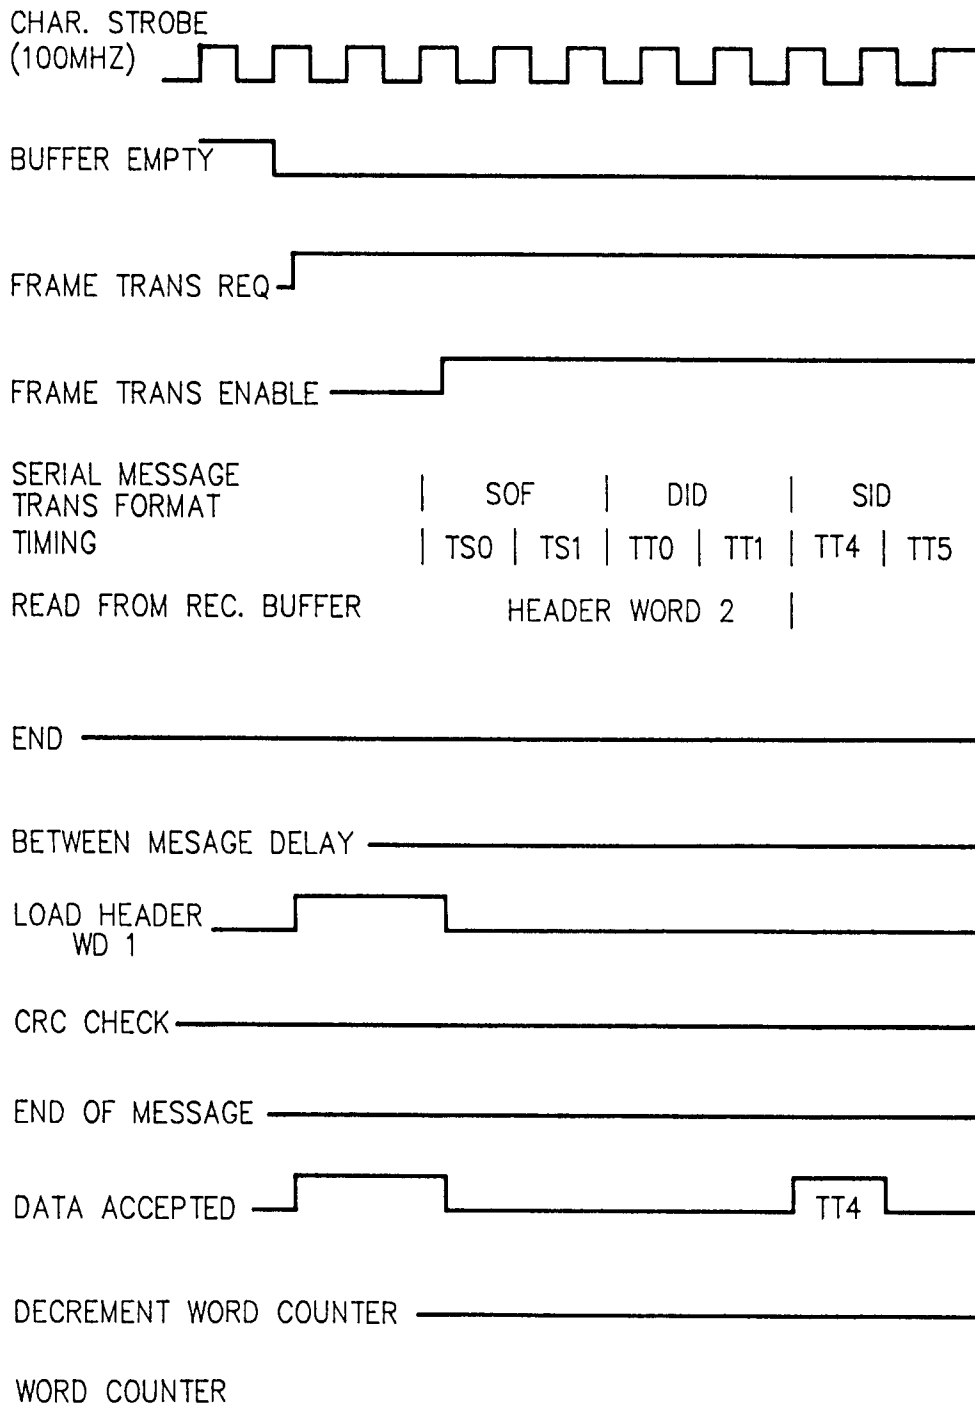 CHAR. STROBE
(100MHZ)
BUFFER EMPTY
FRAME TRANS REQ
FRAME TRANS ENABLE
SERIAL MESSAGE
TRANS FORMAT
SOF DID SID
TIMING
TS0 TS1 TT0 TT1 TT4 TT5
READ FROM REC. BUFFER HEADER WORD 2
END
BETWEEN MESAGE DELAY
LOAD HEADER
WD 1
CRC CHECK
END OF MESSAGE
DATA ACCEPTED TT4
DECREMENT WORD COUNTER
WORD COUNTER